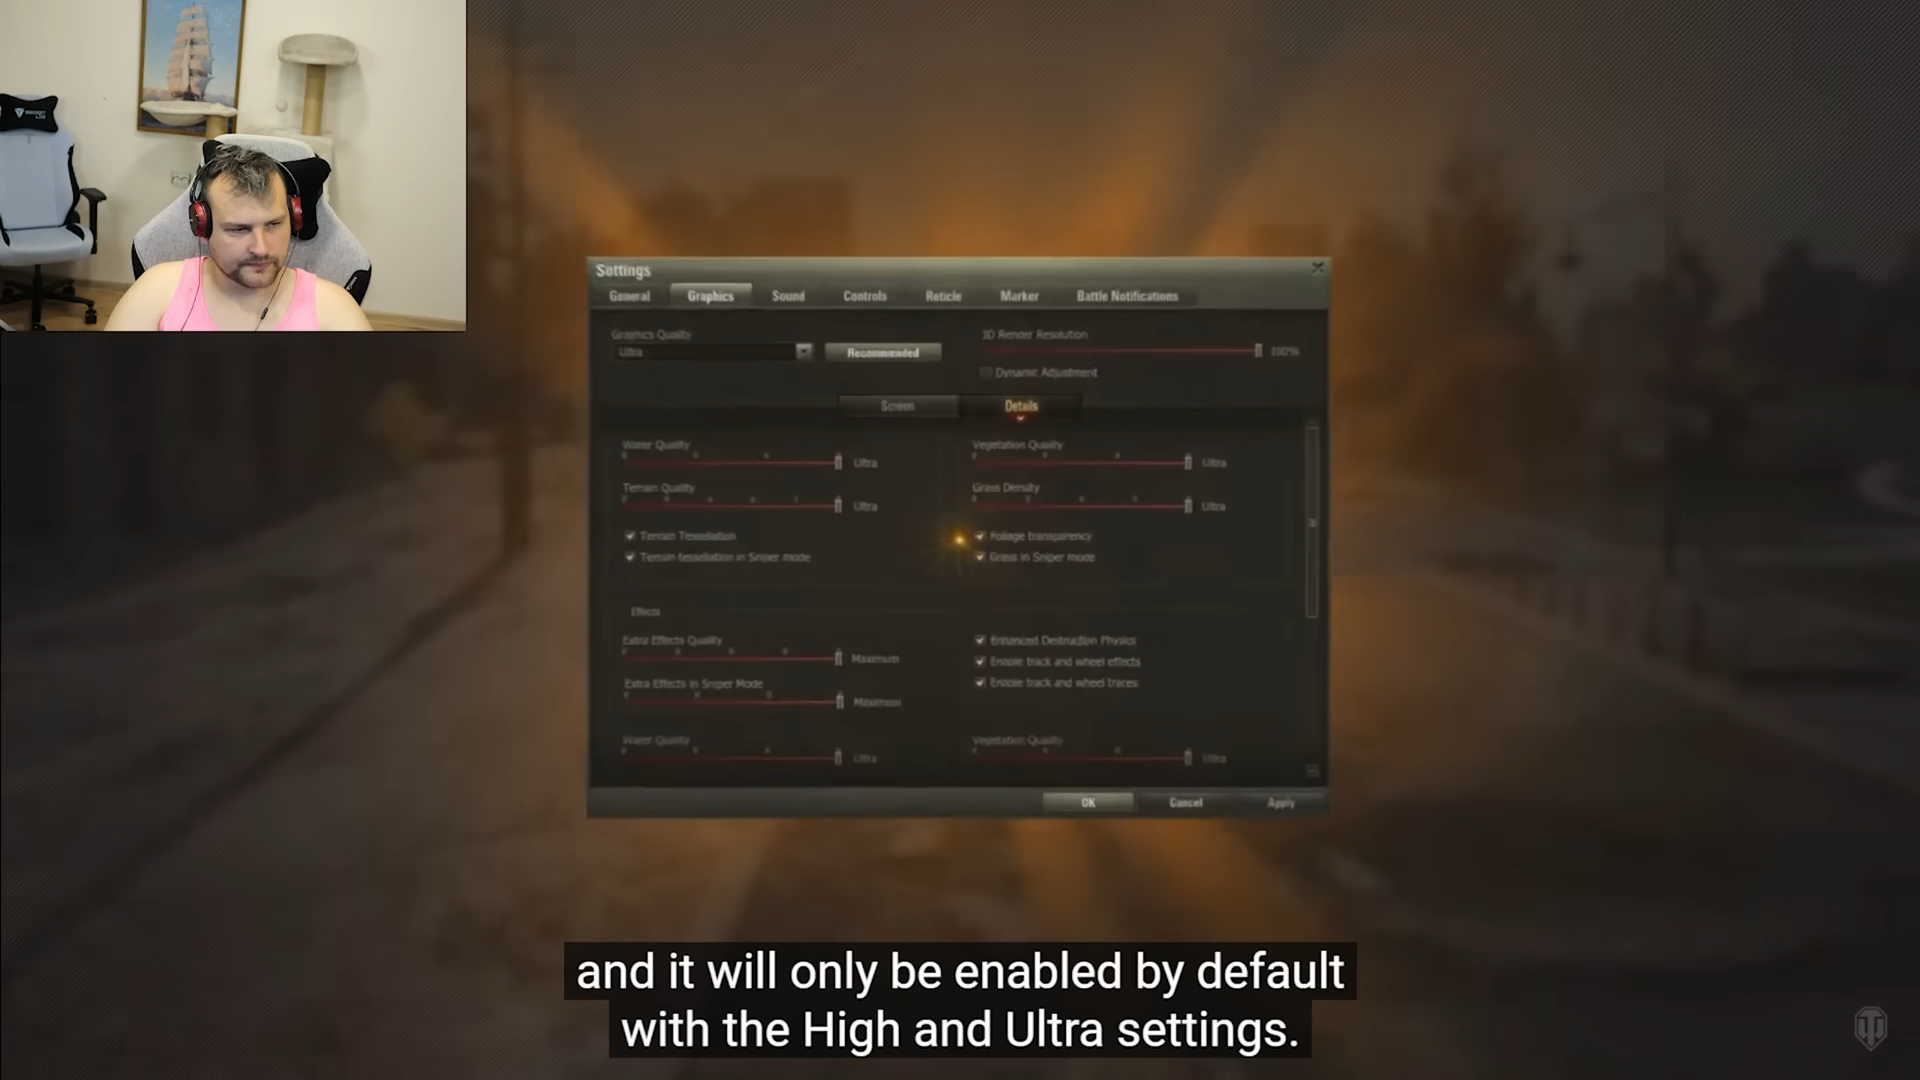 Settings
General Graphics Sound Controls Reticle Marker Battle Notifications
Graphics Quality
Ultra
Recommended
3D Render Resolution
100%
Dynamic Adjustment
Screen Details
Water Quality
Ultra
Vegetation Quality
Ultra
Terrain Quality
Ultra
Grass Density
Ultra
Terrain Tessellation
Foliage transparency
Terrain tessellation in Sniper mode
Grass in Sniper mode
Effects
Extra Effects Quality
Maximum
Enhanced Destruction Physics
Enable track and wheel effects
Extra Effects in Sniper Mode
Maximum
Enable track and wheel traces
Water Quality
Ultra
Vegetation Quality
Ultra
OK Cancel Apply
and it will only be enabled by default
with the High and Ultra settings.